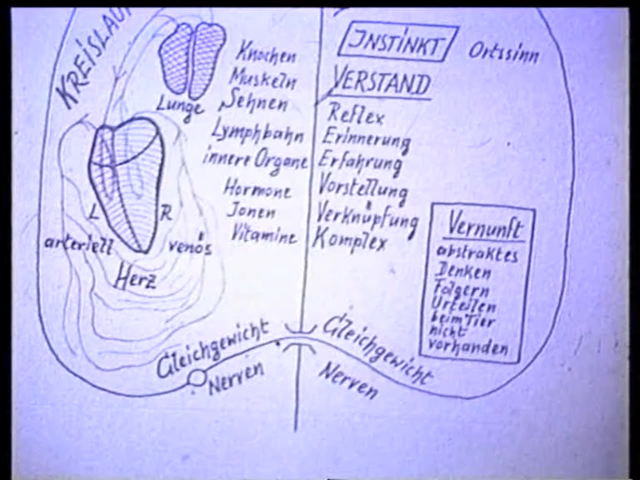 KREISLAUF
Lunge
Knochen
Muskeln
Sehnen
Lymphbahn
innere Organe
Hormone
Jonen
Vitamine
L
R
arteriell
venös
Herz
Gleichgewicht
Nerven
INSTINKT
Ortssinn
VERSTAND
Reflex
Erinnerung
Erfahrung
Vorstellung
Verknüpfung
Komplex
Vernunft
abstraktes
Denken
Folgern
Urteilen
beim Tier
nicht
vorhanden
Gleichgewicht
Nerven